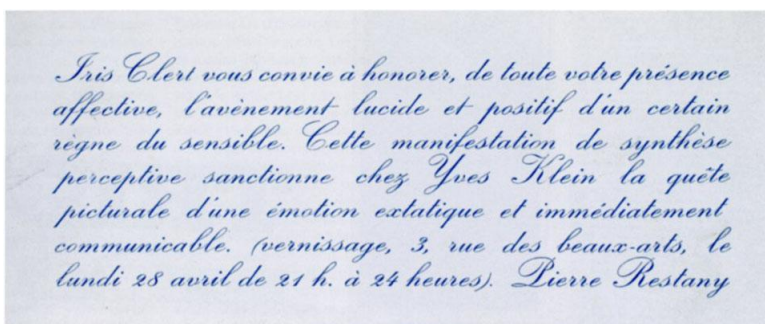 Iris Clert vous convie à honorer, de toute votre présence
affective, l'avènement lucide et positif d'un certain
règne du sensible. Cette manifestation de synthèse
perceptive sanctionne chez Yves Klein la quête
picturale d'une émotion extatique et immédiatement
communicable. (vernissage, 3, rue des beaux-arts, le
lundi 28 avril de 21 h. à 24 heures). Pierre Restany